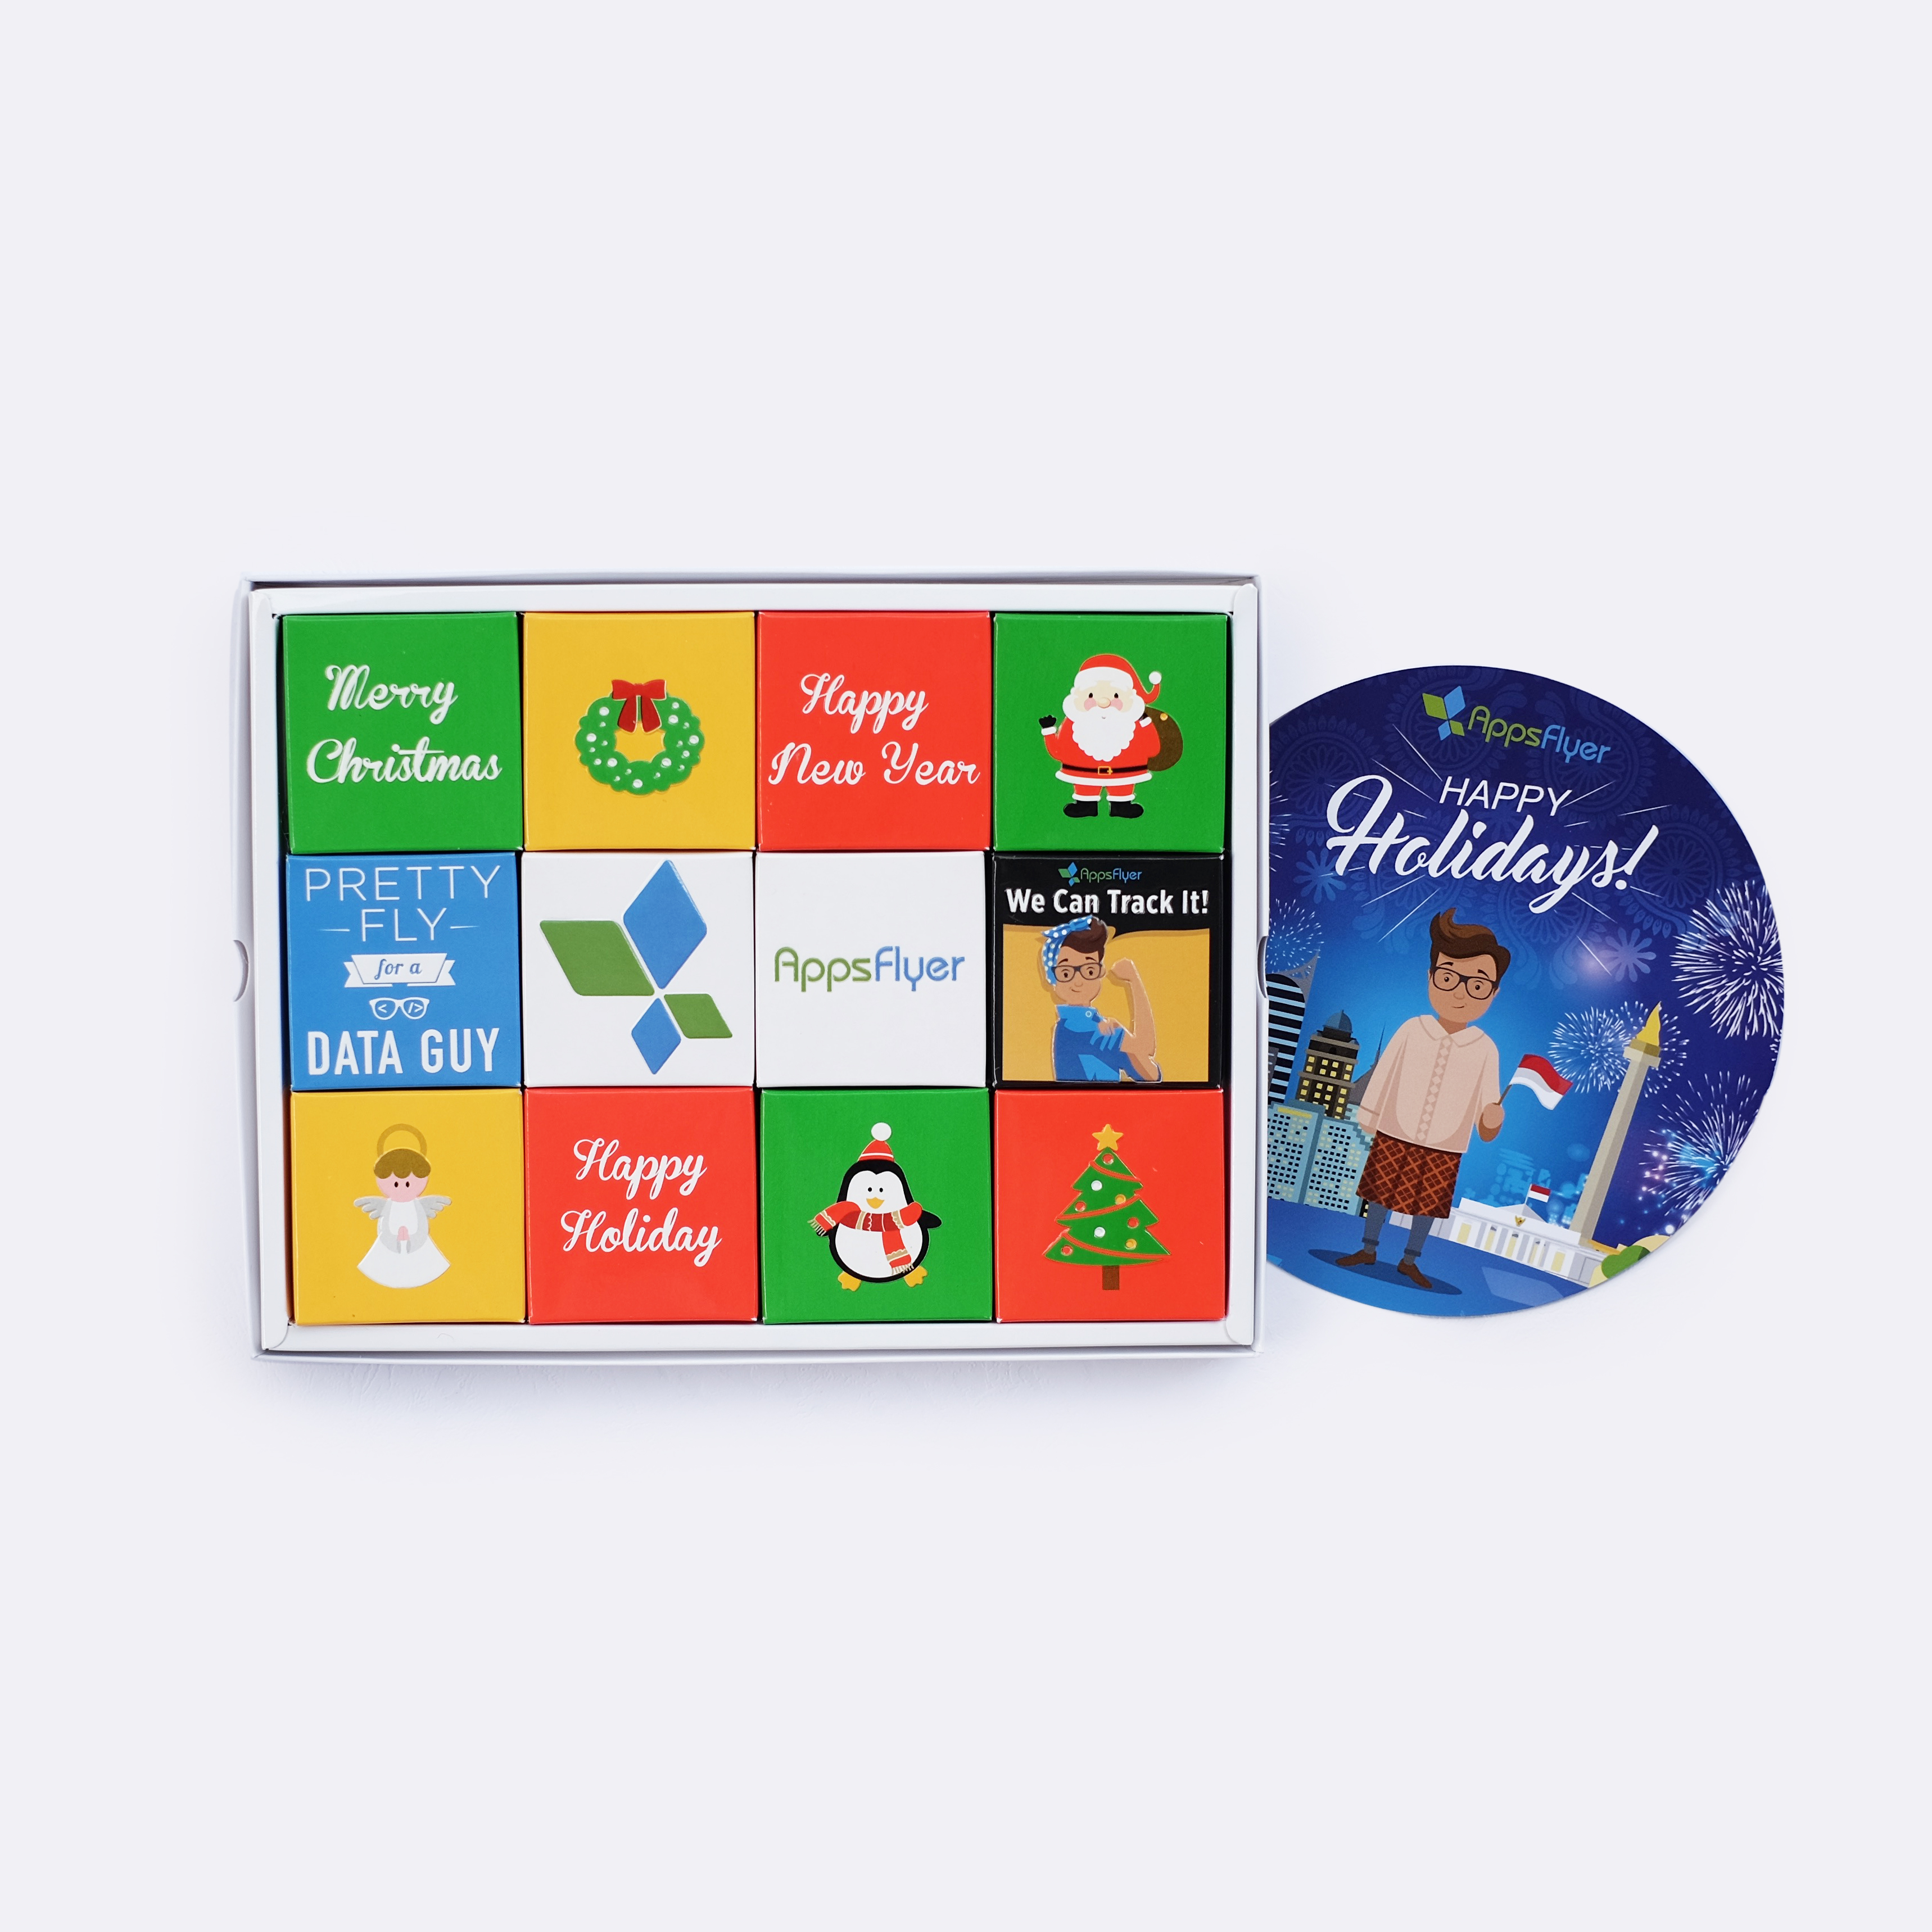 Merry
Christmas
Happy
New Year
PRETTY
FLY
for a
< />
DATA GUY
AppsFlyer
AppsFlyer
We Can Track It!
Happy
Holiday
AppsFlyer
HAPPY
Holidays!